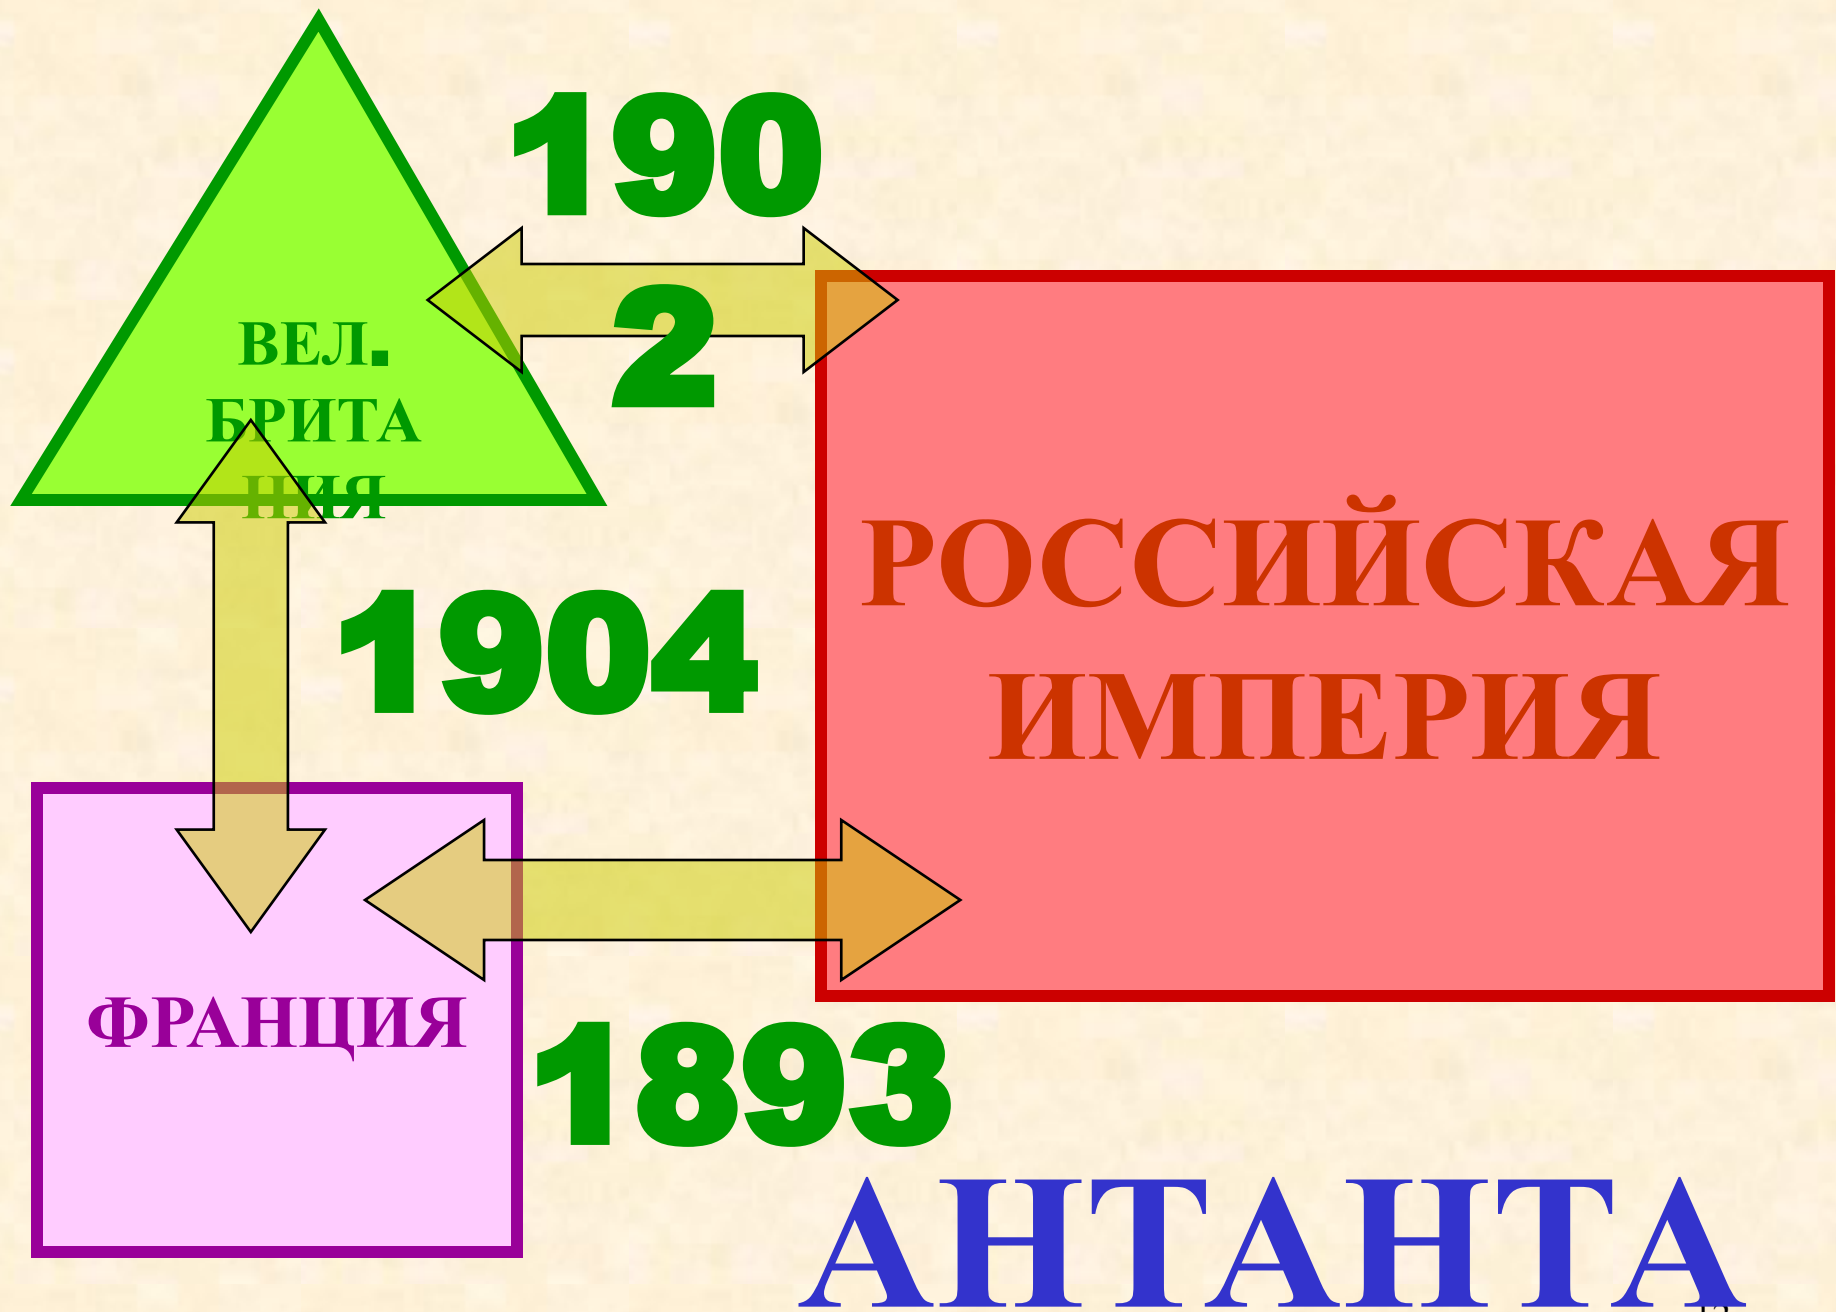 190
2
ВЕЛ.
БРИТА
НИЯ
1904
РОССИЙСКАЯ
ИМПЕРИЯ
ФРАНЦИЯ
1893
АНТАНТА